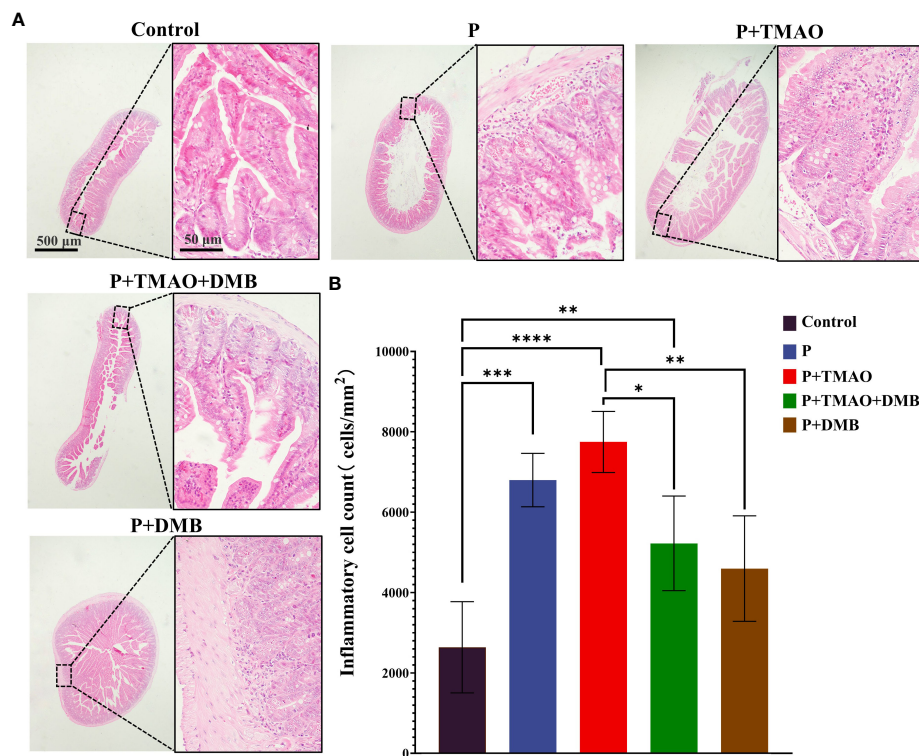 A
Control
P
P+TMAO
500 μm
50 μm
P+TMAO+DMB
P+DMB
B
Inflammatory cell count( cells/mm²)
10000
8000
6000
4000
2000
0
**
****
***
**
*
Control
P
P+TMAO
P+TMAO+DMB
P+DMB